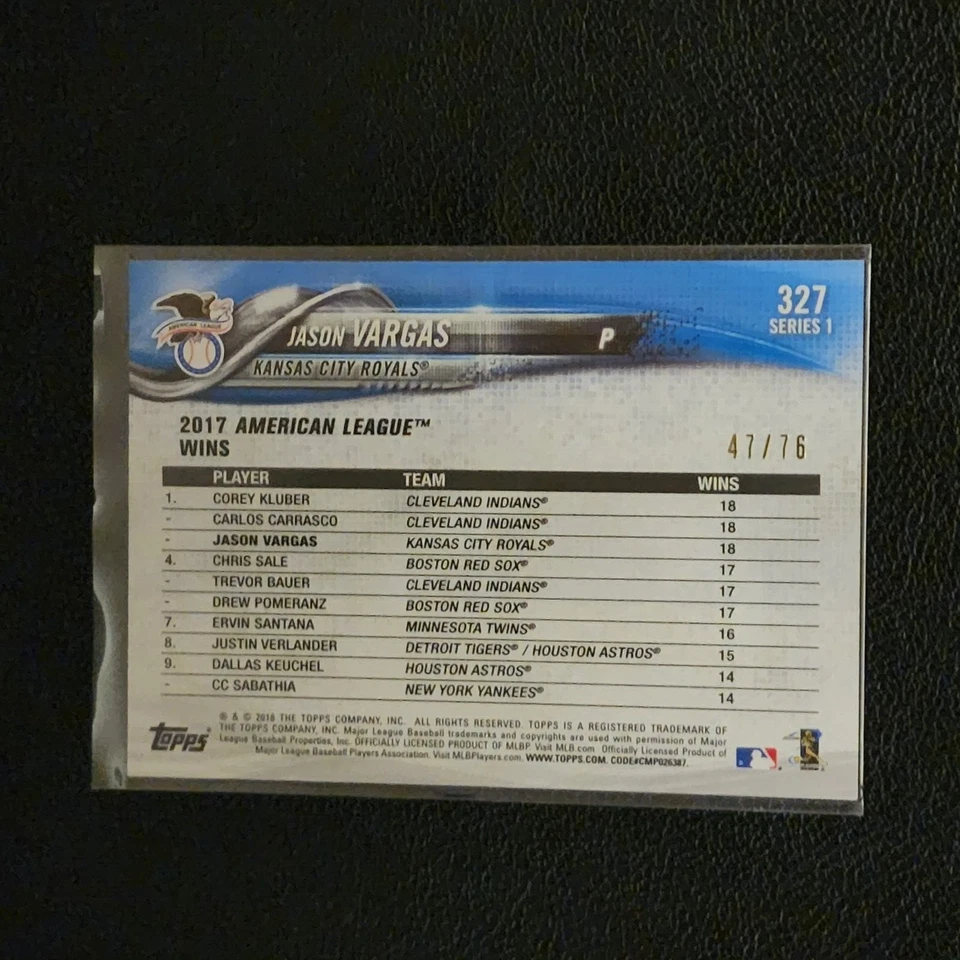 AMERICAN LEAGUE
JASON VARGAS P
KANSAS CITY ROYALS®
327
SERIES 1
2017 AMERICAN LEAGUE™
WINS
47/76
PLAYER TEAM WINS
1. COREY KLUBER CLEVELAND INDIANS® 18
- CARLOS CARRASCO CLEVELAND INDIANS® 18
- JASON VARGAS KANSAS CITY ROYALS® 18
4. CHRIS SALE BOSTON RED SOX® 17
- TREVOR BAUER CLEVELAND INDIANS® 17
- DREW POMERANZ BOSTON RED SOX® 17
7. ERVIN SANTANA MINNESOTA TWINS® 16
8. JUSTIN VERLANDER DETROIT TIGERS® / HOUSTON ASTROS® 15
9. DALLAS KEUCHEL HOUSTON ASTROS® 14
- CC SABATHIA NEW YORK YANKEES® 14
Topps®
® & © 2018 THE TOPPS COMPANY, INC. ALL RIGHTS RESERVED. TOPPS IS A REGISTERED TRADEMARK OF
THE TOPPS COMPANY, INC. Major League Baseball trademarks and copyrights are used with permission of Major
League Baseball Properties, Inc. OFFICIALLY LICENSED PRODUCT OF MLBP Visit MLB.com Officially Licensed Product of
Major League Baseball Players Association. Visit MLBPlayers.com. WWW.TOPPS.COM. CODE#CMP026387.